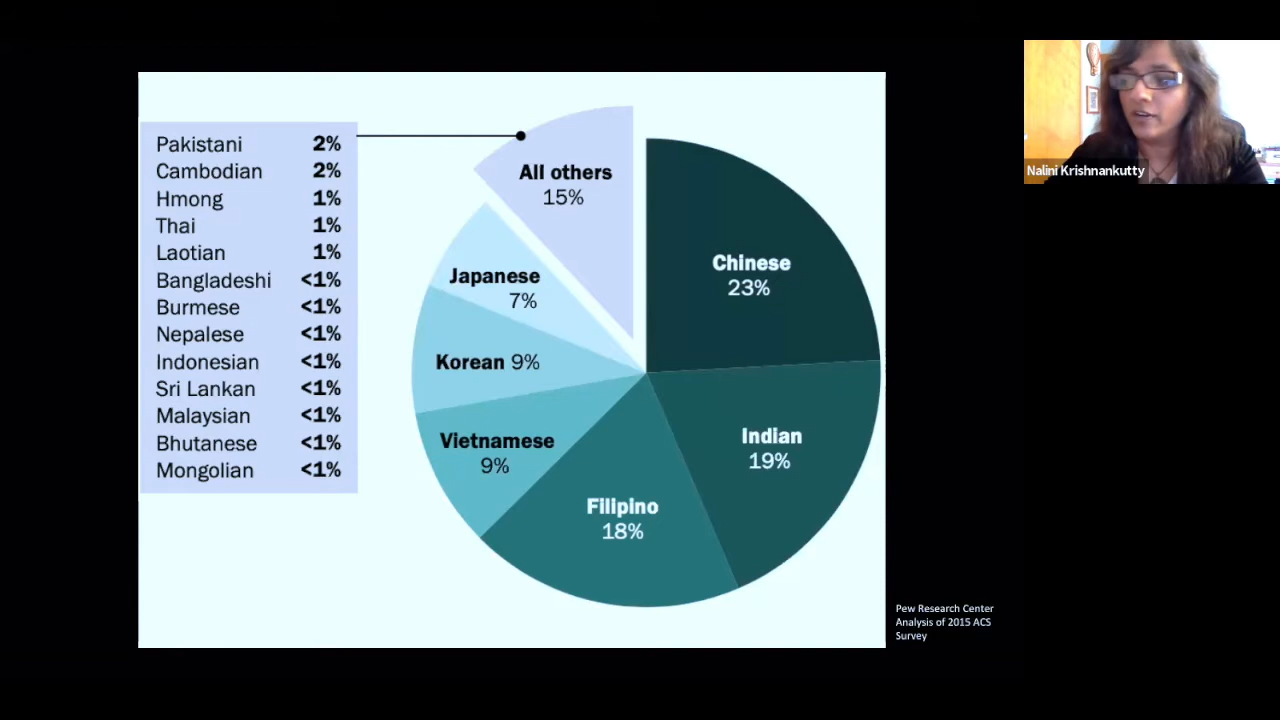 Pakistani 2%
Cambodian 2%
Hmong 1%
Thai 1%
Laotian 1%
Bangladeshi <1%
Burmese <1%
Nepalese <1%
Indonesian <1%
Sri Lankan <1%
Malaysian <1%
Bhutanese <1%
Mongolian <1%
All others
15%
Chinese
23%
Japanese
7%
Korean 9%
Indian
19%
Vietnamese
9%
Filipino
18%
Pew Research Center
Analysis of 2015 ACS
Survey
Nalini Krishnankutty